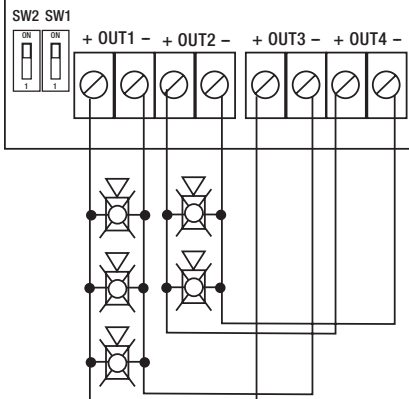 SW2 SW1
ON ON
1 1
+ OUT1 – + OUT2 – + OUT3 – + OUT4 –